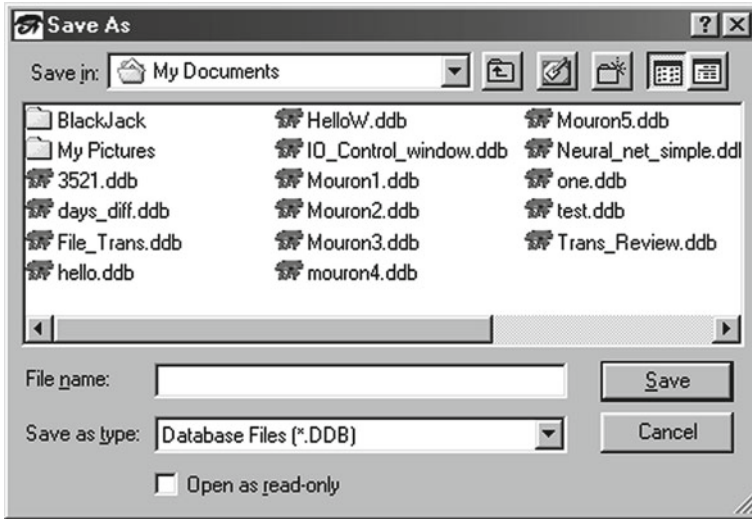 Save As
Save in: My Documents
BlackJack
My Pictures
3521.ddb
days_diff.ddb
File_Trans.ddb
hello.ddb
HelloW.ddb
IO_Control_window.ddb
Mouron1.ddb
Mouron2.ddb
Mouron3.ddb
mouron4.ddb
Mouron5.ddb
Neural_net_simple.ddl
one.ddb
test.ddb
Trans_Review.ddb
File name:
Save
Save as type: Database Files (*.DDB)
Cancel
Open as read-only